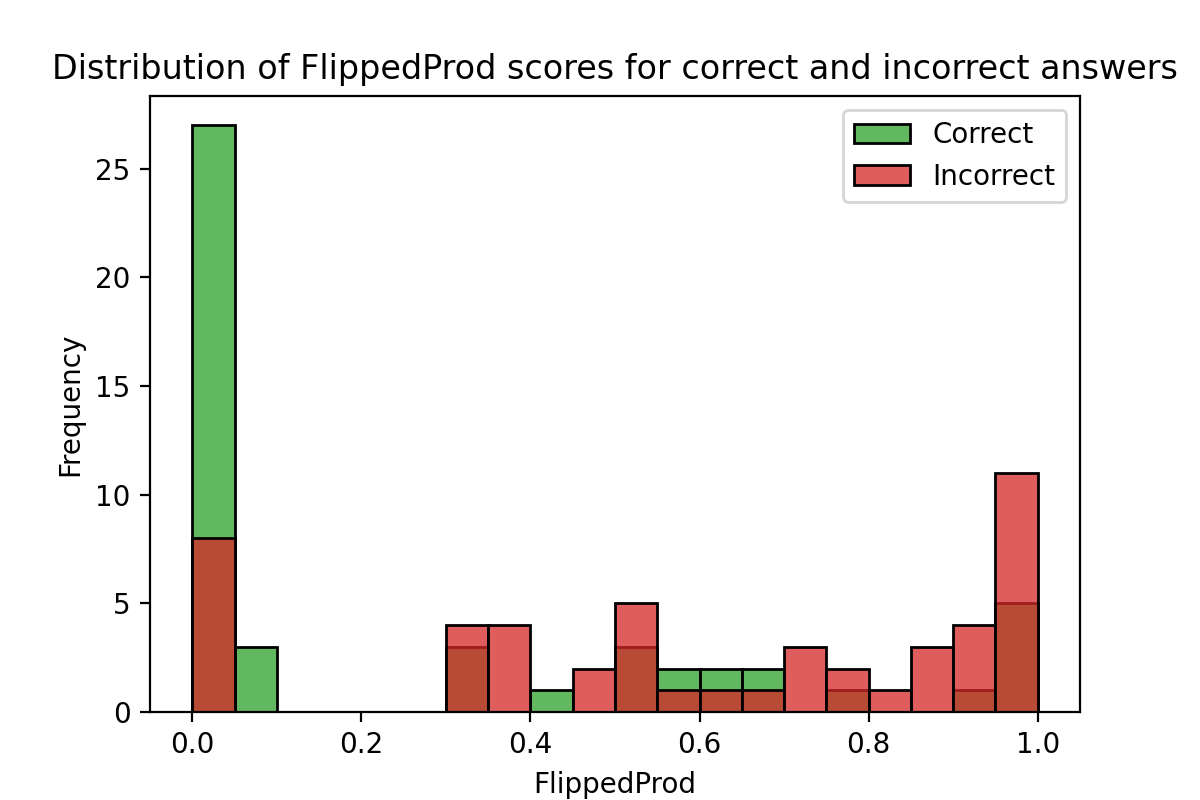 Distribution of FlippedProd scores for correct and incorrect answers
Correct
Incorrect
Frequency
25
20
15
10
5
0
0.0 0.2 0.4 0.6 0.8 1.0
FlippedProd